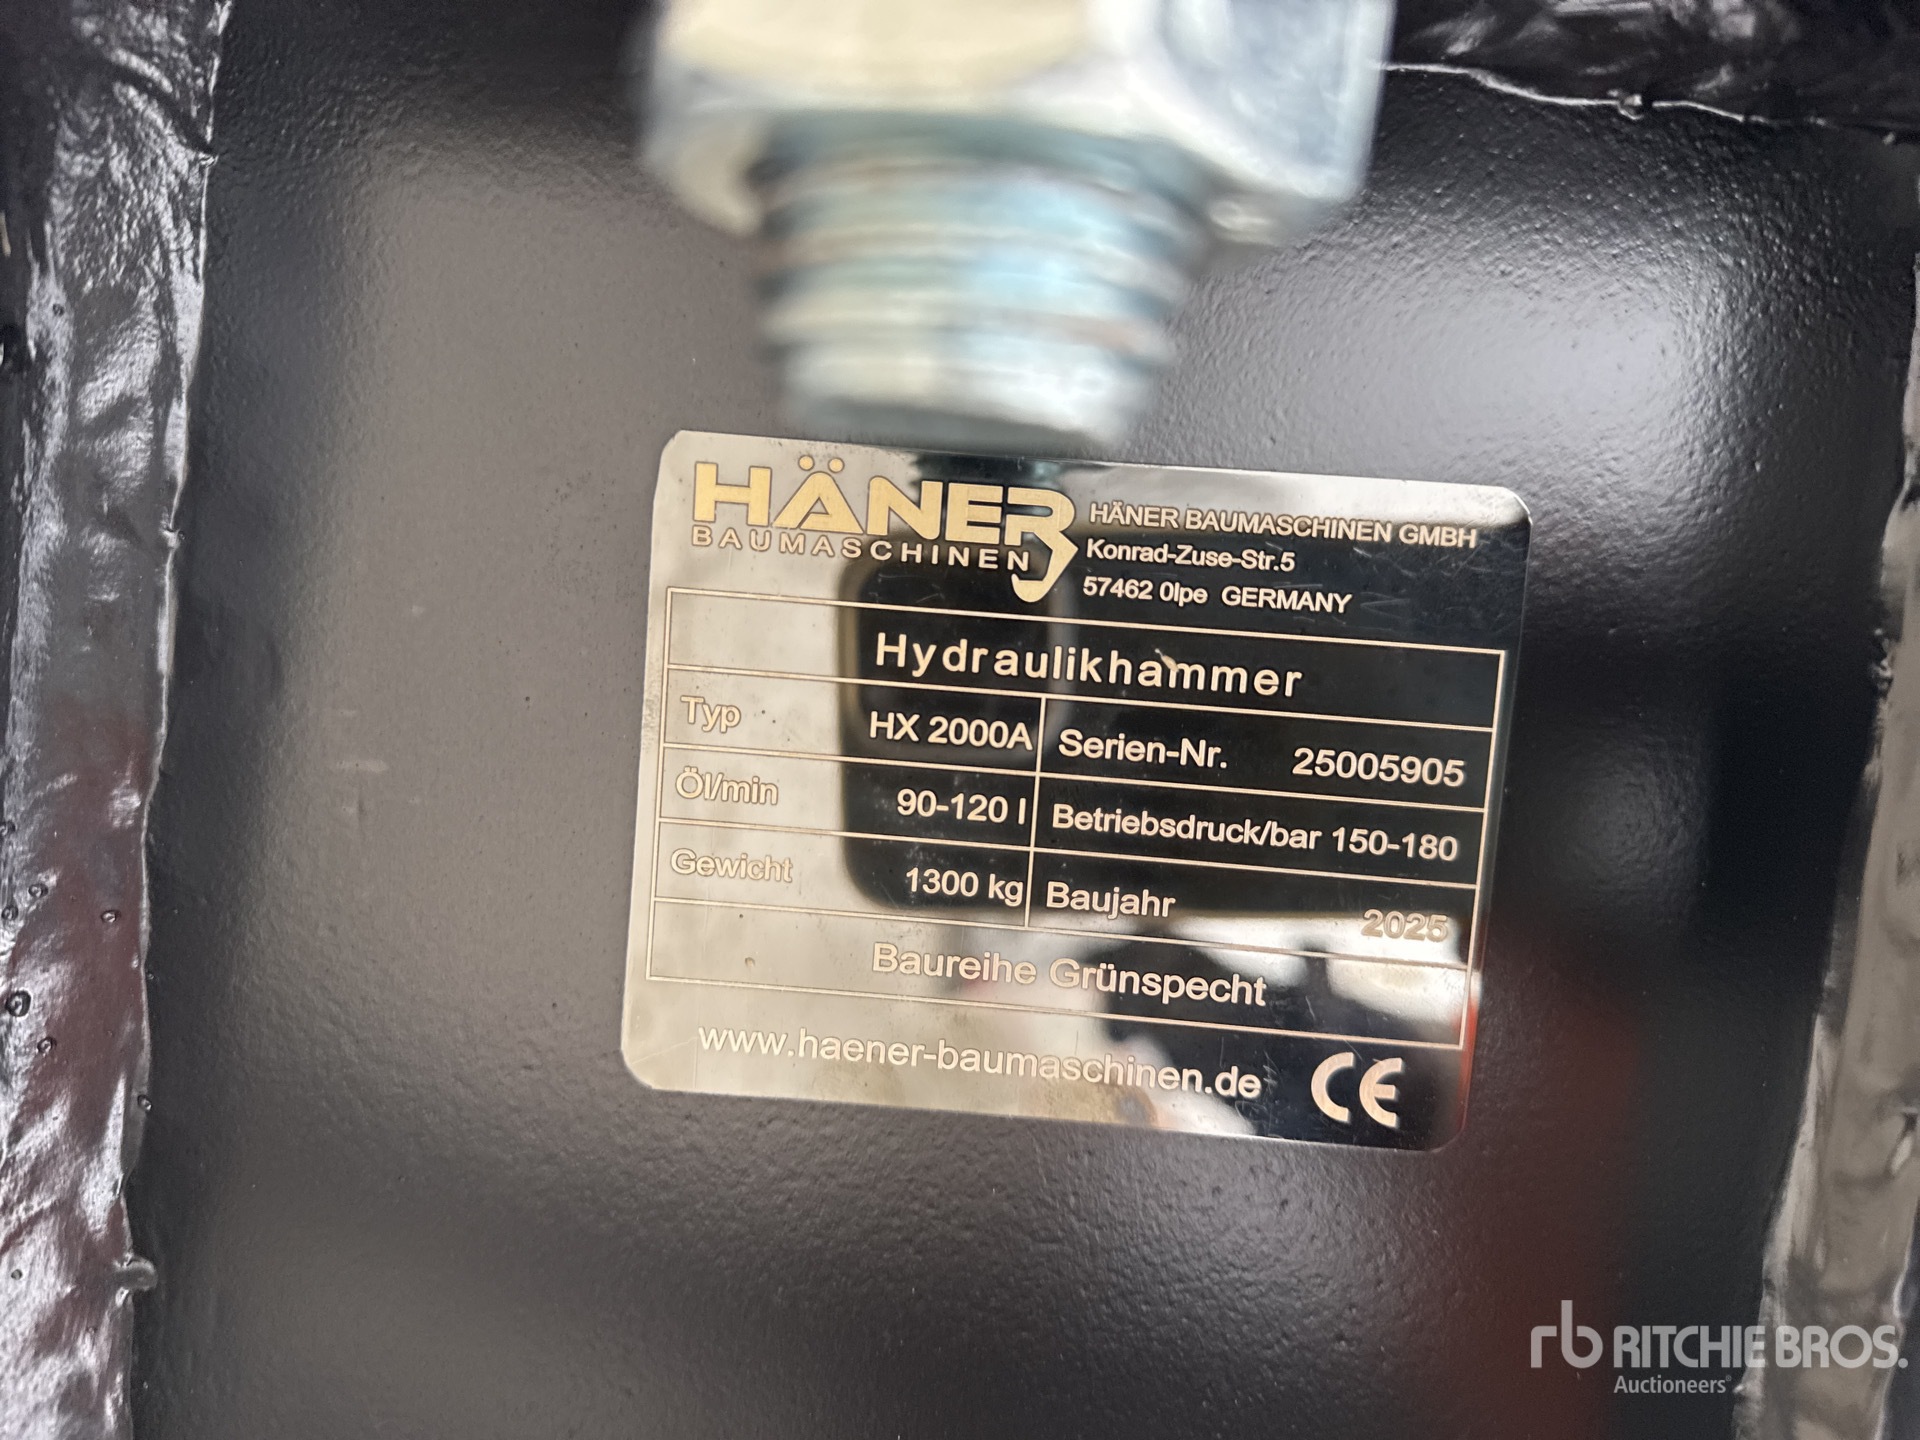 HÄNER
BAUMASCHINEN
HÄNER BAUMASCHINEN GMBH
Konrad-Zuse-Str.5
57462 0lpe GERMANY
Hydraulikhammer
Typ HX 2000A Serien-Nr. 25005905
Öl/min 90-120 l Betriebsdruck/bar 150-180
Gewicht 1300 kg Baujahr 2025
Baureihe Grünspecht
www.haener-baumaschinen.de CE
rb RITCHIE BROS.
Auctioneers